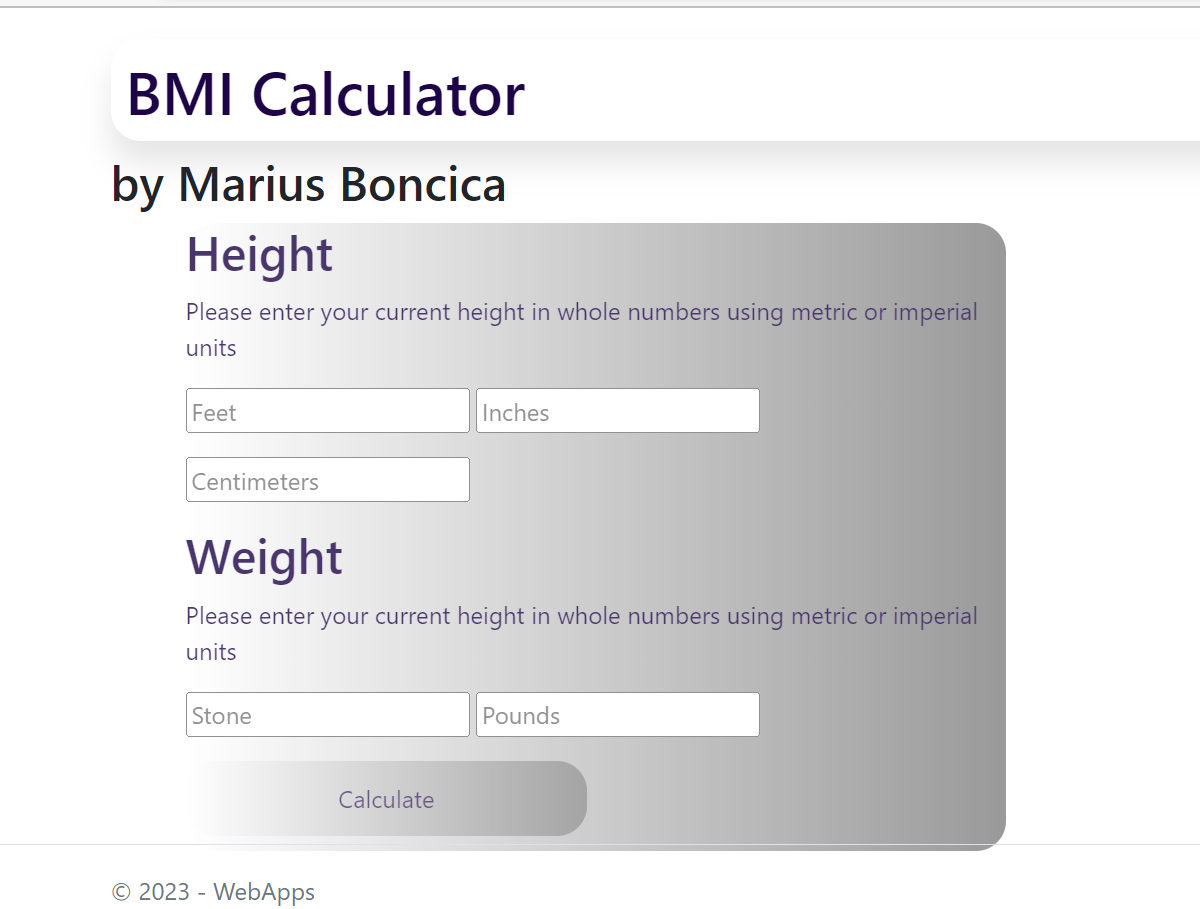 BMI Calculator
by Marius Boncica
Height
Please enter your current height in whole numbers using metric or imperial
units
Feet Inches
Centimeters
Weight
Please enter your current height in whole numbers using metric or imperial
units
Stone Pounds
Calculate
© 2023 - WebApps